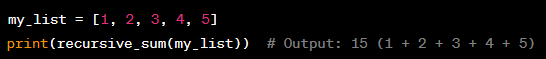 my_list = [1, 2, 3, 4, 5]
print(recursive_sum(my_list))  # Output: 15 (1 + 2 + 3 + 4 + 5)